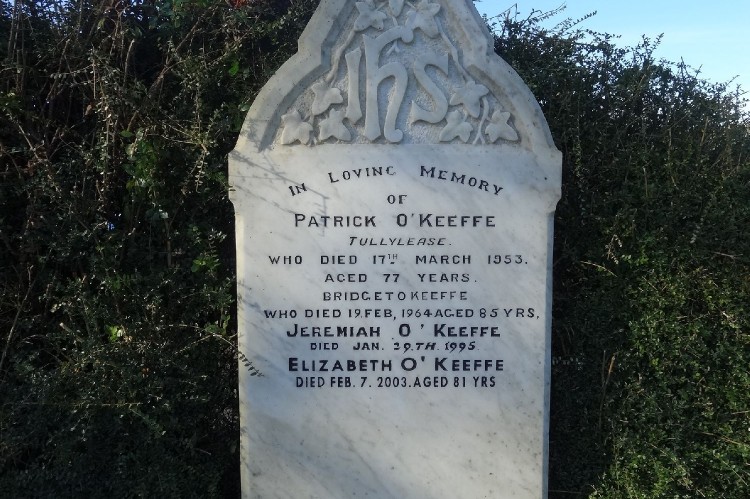 IHS
IN LOVING MEMORY
OF
PATRICK O'KEEFFE
TULLYLEASE.
WHO DIED 17TH. MARCH 1953.
AGED 77 YEARS.
BRIDGET O KEEFFE
WHO DIED 19.FEB, 1964 AGED 85 YRS,
JEREMIAH O'KEEFFE
DIED JAN. 29.TH. 1995
ELIZABETH O'KEEFFE
DIED FEB. 7. 2003. AGED 81 YRS